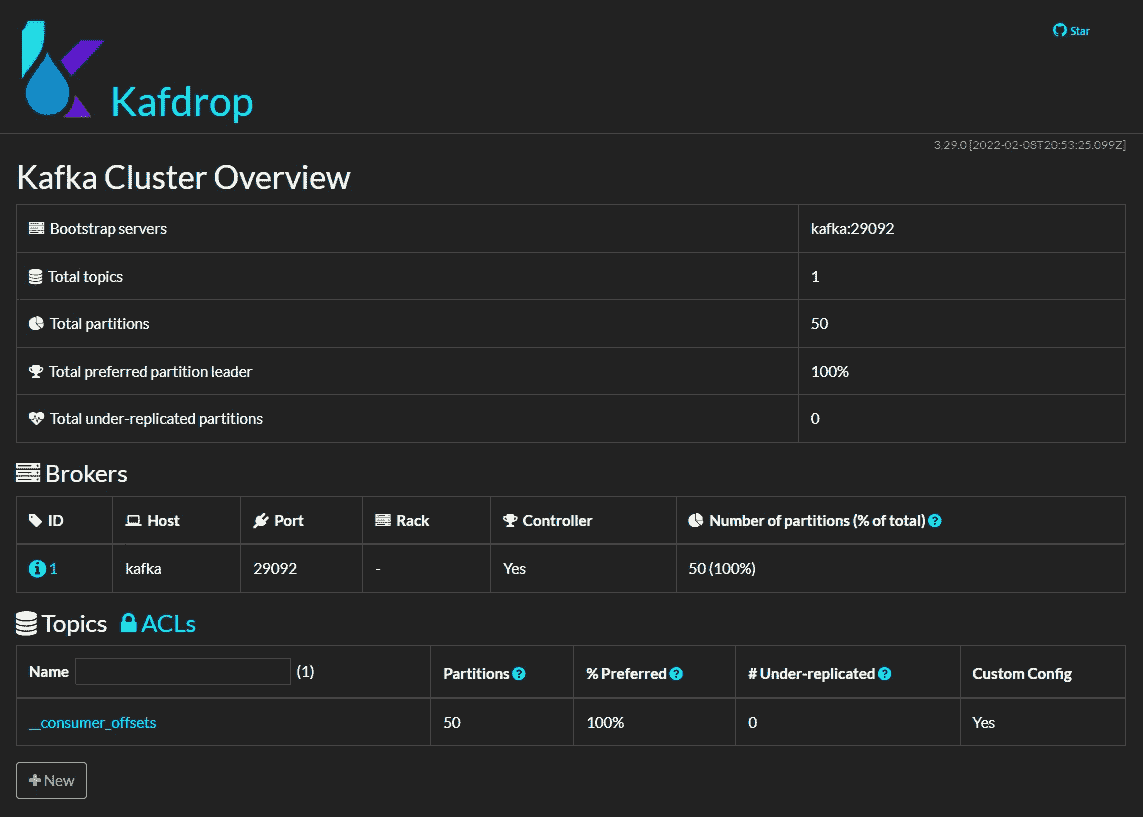 Star
Kafdrop
3.29.0 [2022-02-08T20:53:25.099Z]
Kafka Cluster Overview
Bootstrap servers kafka:29092
Total topics 1
Total partitions 50
Total preferred partition leader 100%
Total under-replicated partitions 0
Brokers
ID Host Port Rack Controller Number of partitions (% of total) ?
1 kafka 29092 - Yes 50 (100%)
Topics ACLs
Name (1) Partitions ? % Preferred ? # Under-replicated ? Custom Config
__consumer_offsets 50 100% 0 Yes
+ New